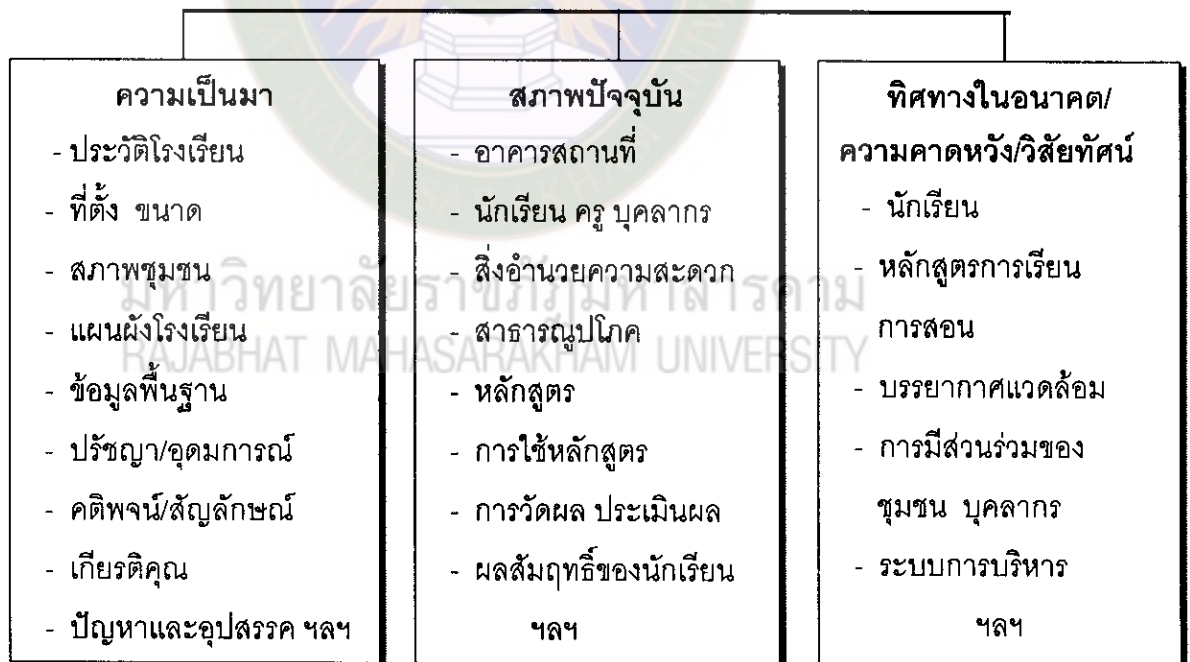 ความเป็นมา
- ประวัติโรงเรียน
- ที่ตั้ง ขนาด
- สภาพชุมชน
- แผนผังโรงเรียน
- ข้อมูลพื้นฐาน
- ปรัชญา/อุดมการณ์
- คติพจน์/สัญลักษณ์
- เกียรติคุณ
- ปัญหาและอุปสรรค ฯลฯ
สภาพปัจจุบัน
- อาคารสถานที่
- นักเรียน ครู บุคลากร
- สิ่งอำนวยความสะดวก
- สาธารณูปโภค
- หลักสูตร
- การใช้หลักสูตร
- การวัดผล ประเมินผล
- ผลสัมฤทธิ์ของนักเรียน
ฯลฯ
ทิศทางในอนาคต/
ความคาดหวัง/วิสัยทัศน์
- นักเรียน
- หลักสูตรการเรียน
การสอน
- บรรยากาศแวดล้อม
- การมีส่วนร่วมของ
ชุมชน บุคลากร
- ระบบการบริหาร
ฯลฯ
มหาวิทยาลัยราชภัฏมหาสารคาม
RAJABHAT MAHASARAKHAM UNIVERSITY